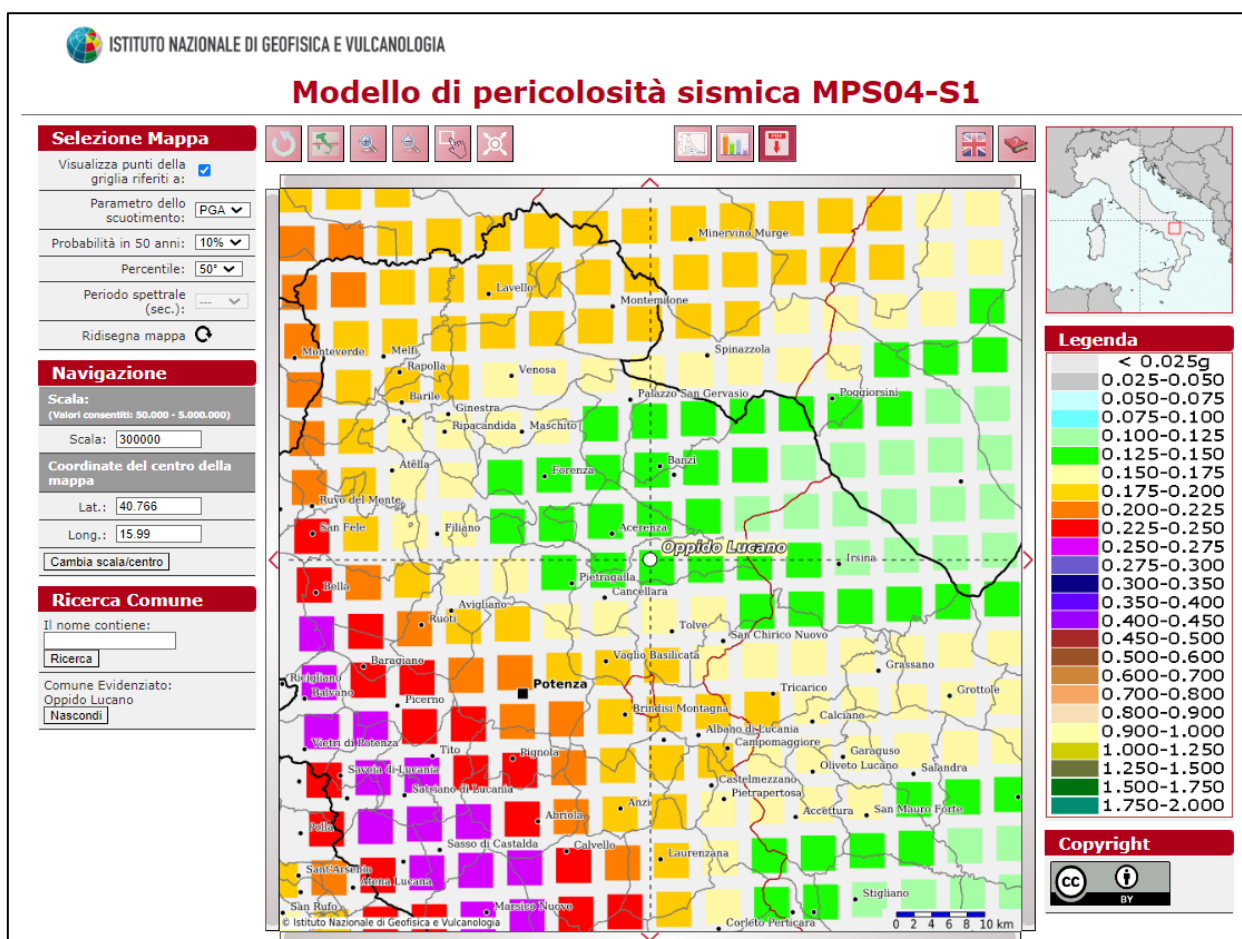 ISTITUTO NAZIONALE DI GEOFISICA E VULCANOLOGIA
Modello di pericolosità sismica MPS04-S1
Selezione Mappa
Visualizza punti della
griglia riferiti a:
Parametro dello
scuotimento: PGA
Probabilità in 50 anni: 10%
Percentile: 50°
Periodo spettrale
(sec.): ---
Ridisegna mappa
Navigazione
Scala:
(Valori consentiti: 50.000 - 5.000.000)
Scala: 300000
Coordinate del centro della
mappa
Lat.: 40.766
Long.: 15.99
Cambia scala/centro
Ricerca Comune
Il nome contiene:
Ricerca
Comune Evidenziato:
Oppido Lucano
Nascondi
PDF
Minervino Murge
Lavello
Montemilone
Monteverde
Melfi
Rapolla
Venosa
Spinazzola
Barile
Ginestra
Palazzo San Gervasio
Poggiorsini
Ripacandida
Maschito
Atella
Forenza
Banzi
Ruvo del Monte
San Fele
Filiano
Acerenza
Oppido Lucano
Irsina
Pietragalla
Cancellara
Bella
Avigliano
Ruoti
Tolve
San Chirico Nuovo
Vaglio Basilicata
Baragiano
Grassano
Ricigliano
Balvano
Potenza
Picerno
Tricarico
Grottole
Brindisi Montagna
Calciano
Albano di Lucania
Vietri di Potenza
Tito
Pignola
Campomaggiore
Garaguso
Oliveto Lucano
Salandra
Savoia di Lucania
Satriano di Lucania
Castelmezzano
Pietrapertosa
Anzi
Abriola
Accettura
San Mauro Forte
Polla
Sasso di Castalda
Calvello
Laurenzana
Sant'Arsenio
Atena Lucana
Stigliano
San Rufo
Marsico Nuovo
Corleto Perticara
© Istituto Nazionale di Geofisica e Vulcanologia
0 2 4 6 8 10 km
Legenda
< 0.025g
0.025-0.050
0.050-0.075
0.075-0.100
0.100-0.125
0.125-0.150
0.150-0.175
0.175-0.200
0.200-0.225
0.225-0.250
0.250-0.275
0.275-0.300
0.300-0.350
0.350-0.400
0.400-0.450
0.450-0.500
0.500-0.600
0.600-0.700
0.700-0.800
0.800-0.900
0.900-1.000
1.000-1.250
1.250-1.500
1.500-1.750
1.750-2.000
Copyright
cc
BY